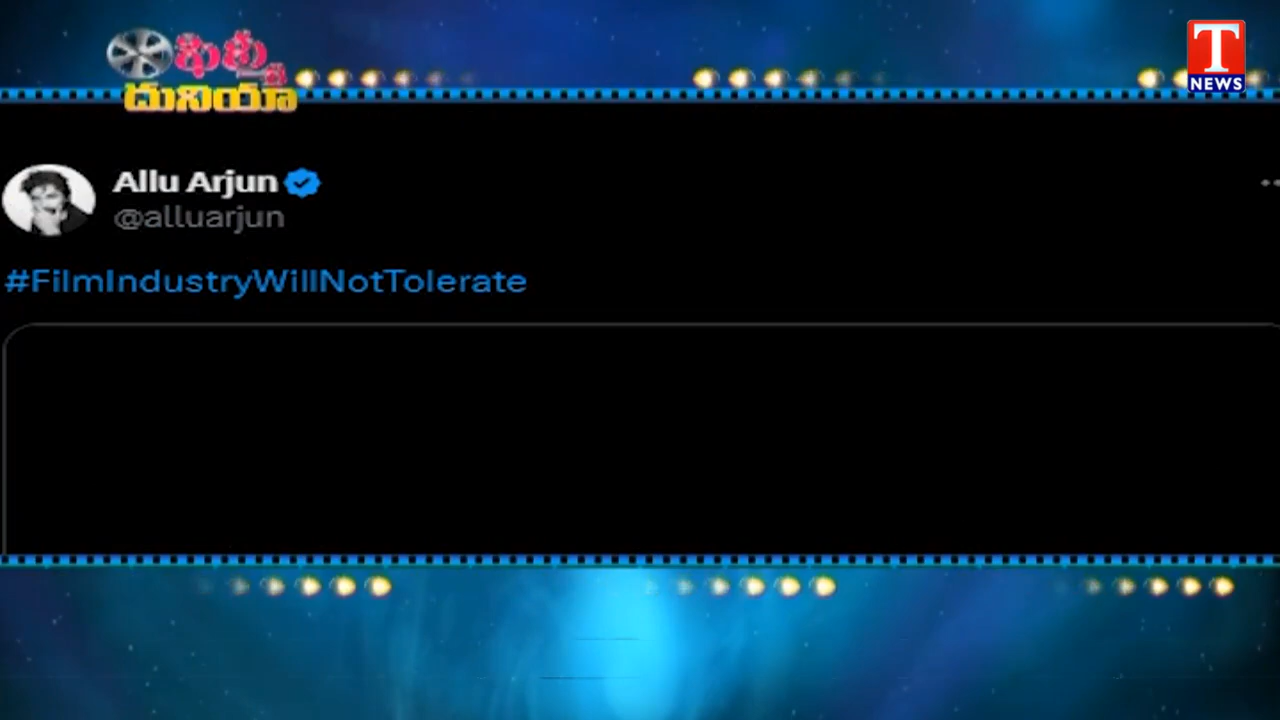 ఫిల్మీ
దునియా
T
NEWS
Allu Arjun
@alluarjun
#FilmIndustryWillNotTolerate